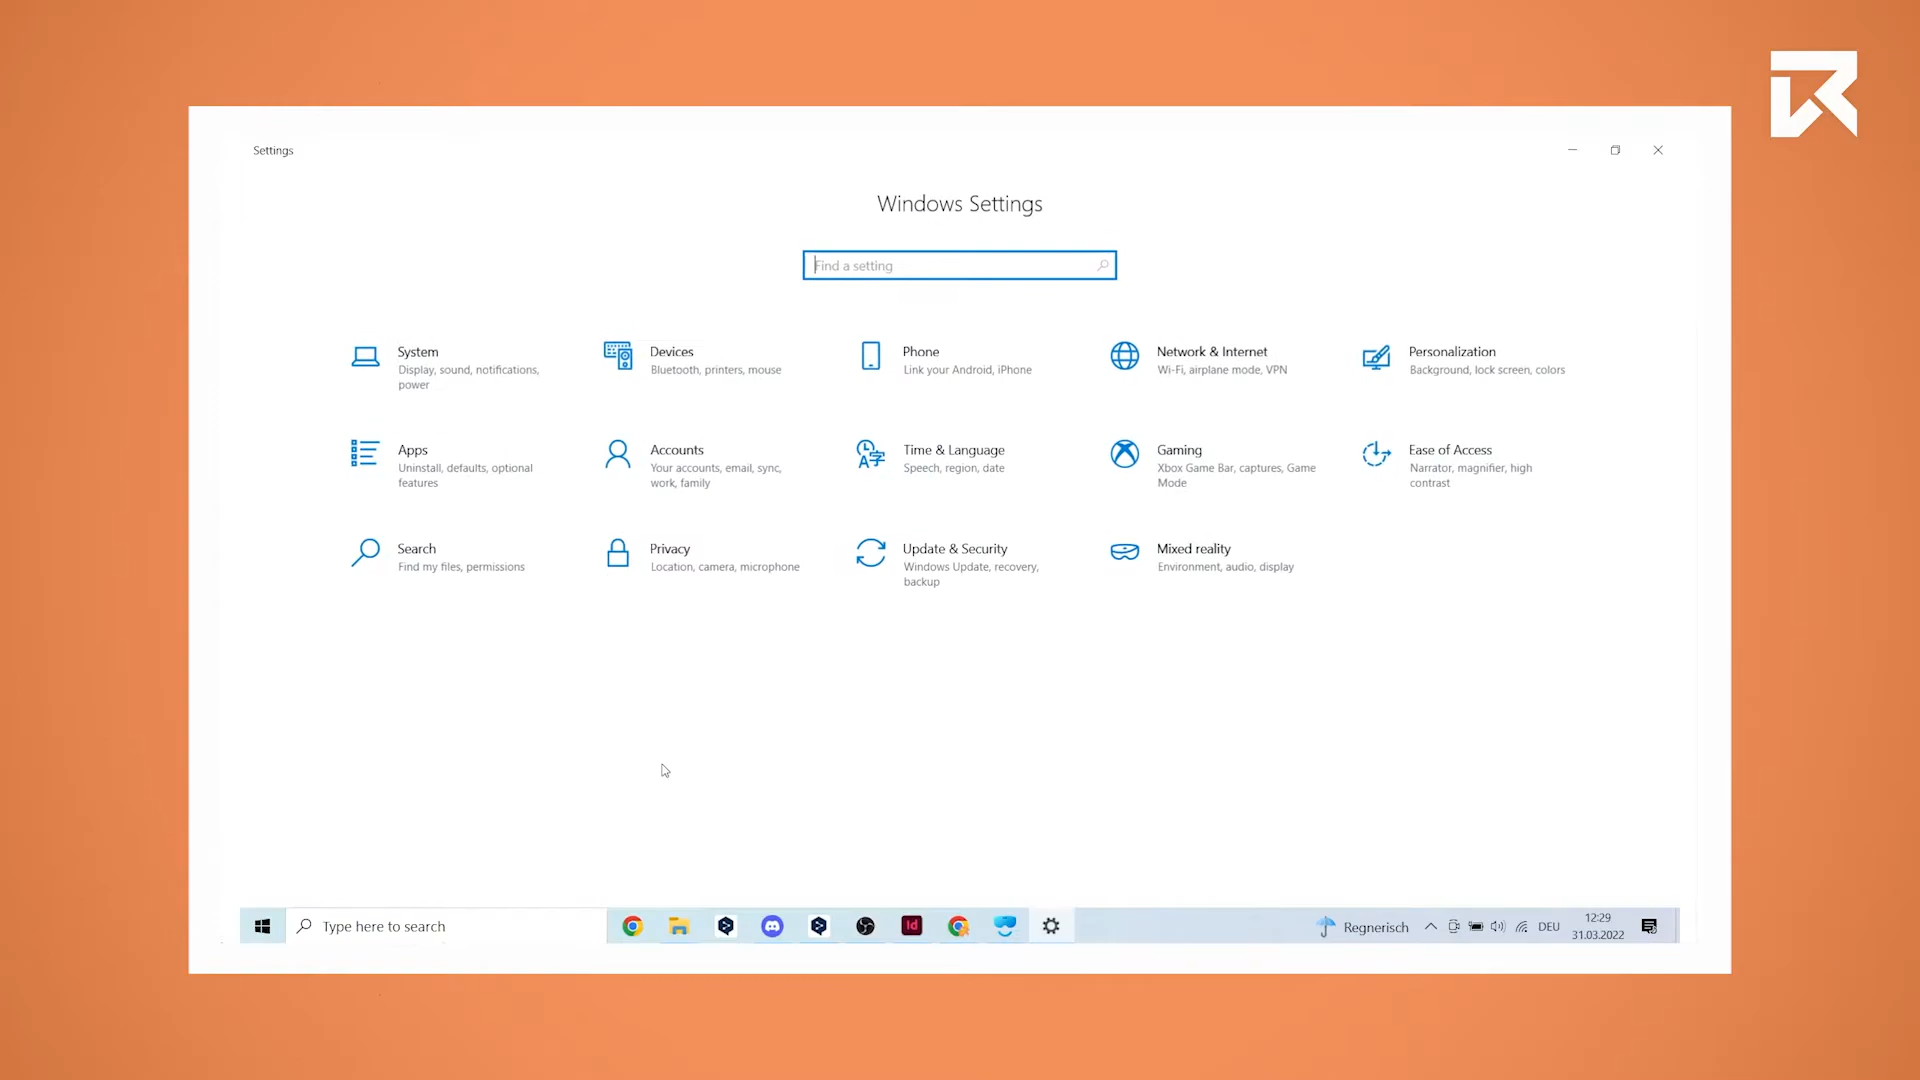 Settings
Windows Settings
Find a setting
System
Display, sound, notifications,
power
Devices
Bluetooth, printers, mouse
Phone
Link your Android, iPhone
Network & Internet
Wi-Fi, airplane mode, VPN
Personalization
Background, lock screen, colors
Apps
Uninstall, defaults, optional
features
Accounts
Your accounts, email, sync,
work, family
Time & Language
Speech, region, date
Gaming
Xbox Game Bar, captures, Game
Mode
Ease of Access
Narrator, magnifier, high
contrast
Search
Find my files, permissions
Privacy
Location, camera, microphone
Update & Security
Windows Update, recovery,
backup
Mixed reality
Environment, audio, display
Type here to search
Id
Regnerisch
DEU
12:29
31.03.2022